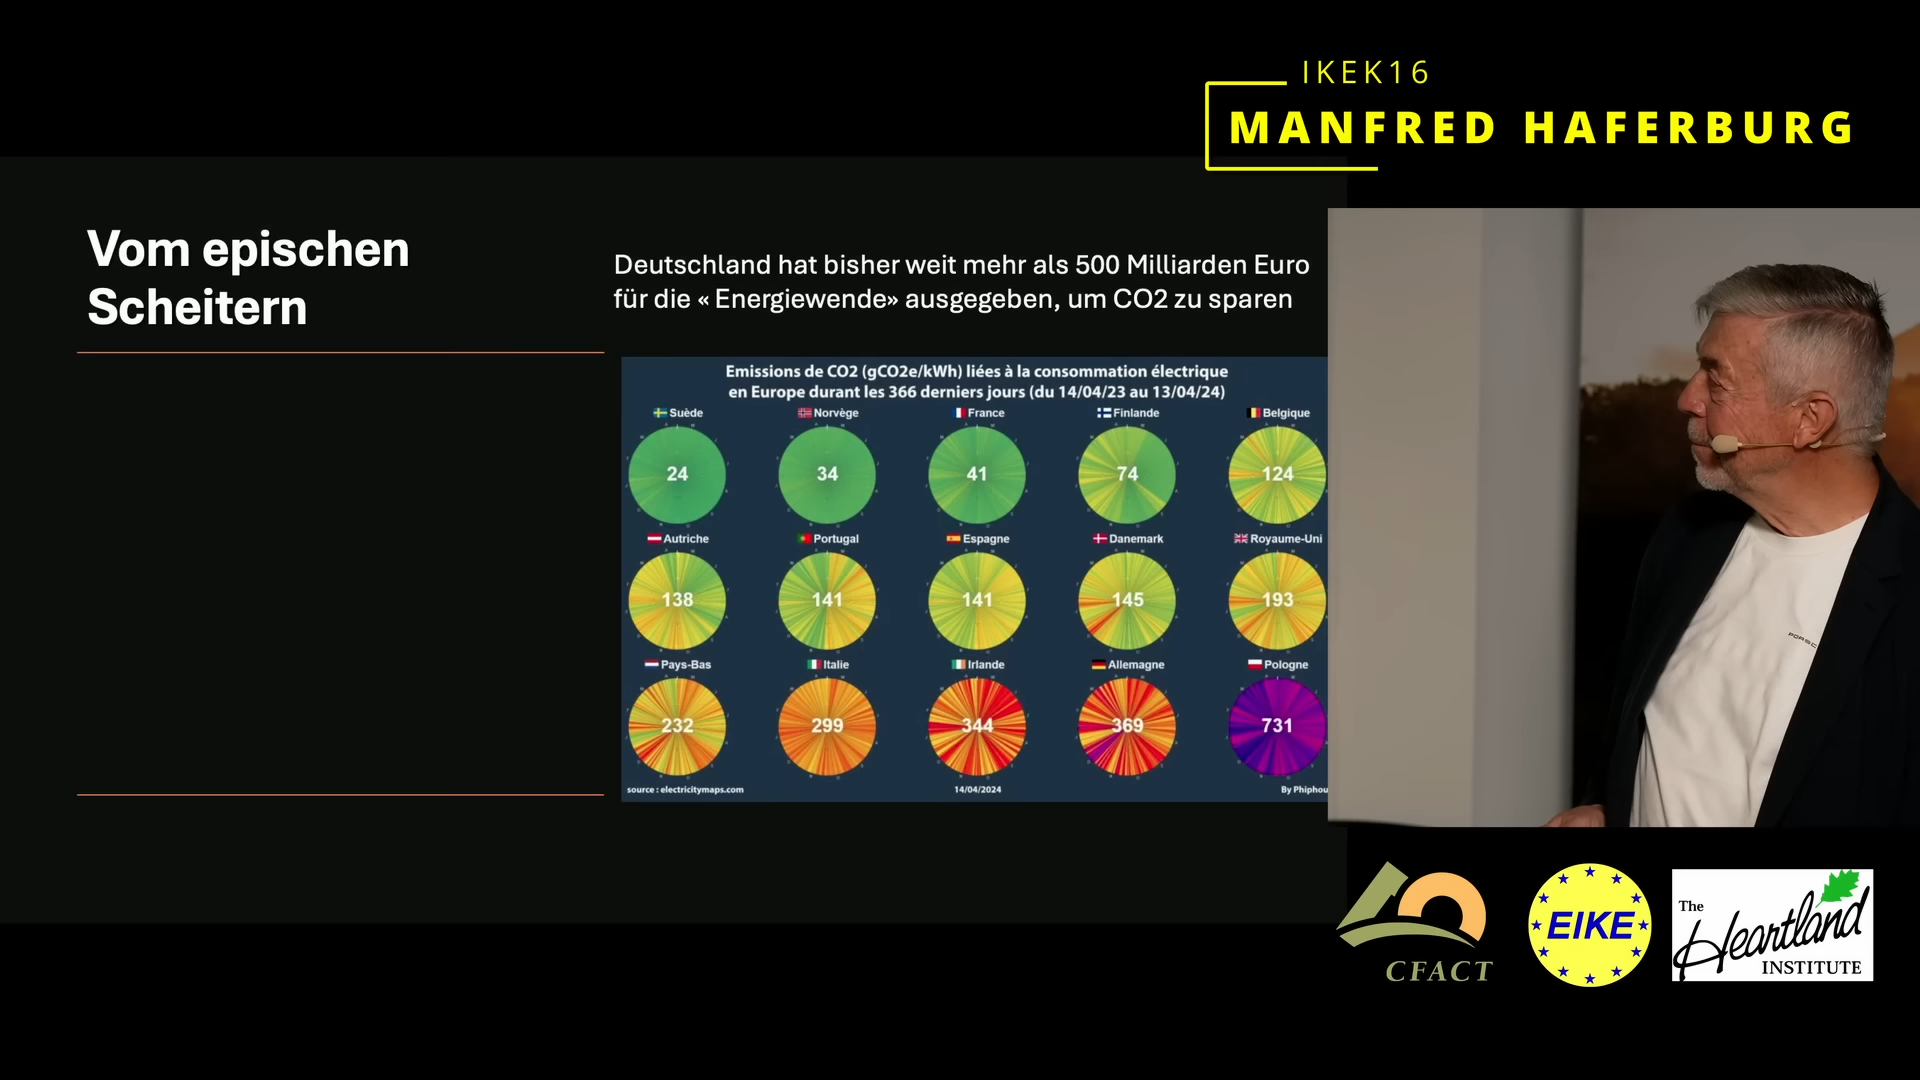 IKEK16
MANFRED HAFERBURG
Vom epischen
Scheitern
Deutschland hat bisher weit mehr als 500 Milliarden Euro
für die « Energiewende» ausgegeben, um CO2 zu sparen
Emissions de CO2 (gCO2e/kWh) liées à la consommation électrique
en Europe durant les 366 derniers jours (du 14/04/23 au 13/04/24)
Suède Norvège France Finlande Belgique
24 34 41 74 124
Autriche Portugal Espagne Danemark Royaume-Uni
138 141 141 145 193
Pays-Bas Italie Irlande Allemagne Pologne
232 299 344 369 731
source : electricitymaps.com 14/04/2024 By Phiphou
PORSC
CFACT
EIKE
The
Heartland
INSTITUTE